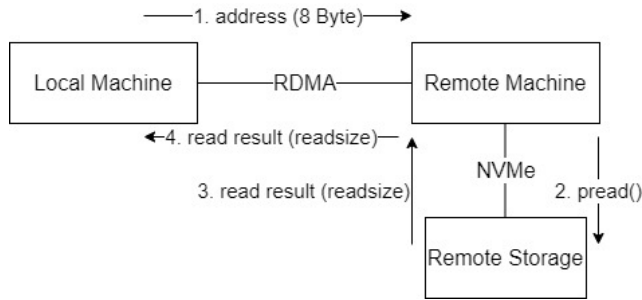 1. address (8 Byte)
Local Machine
RDMA
Remote Machine
4. read result (readsize)
3. read result (readsize)
NVMe
2. pread()
Remote Storage